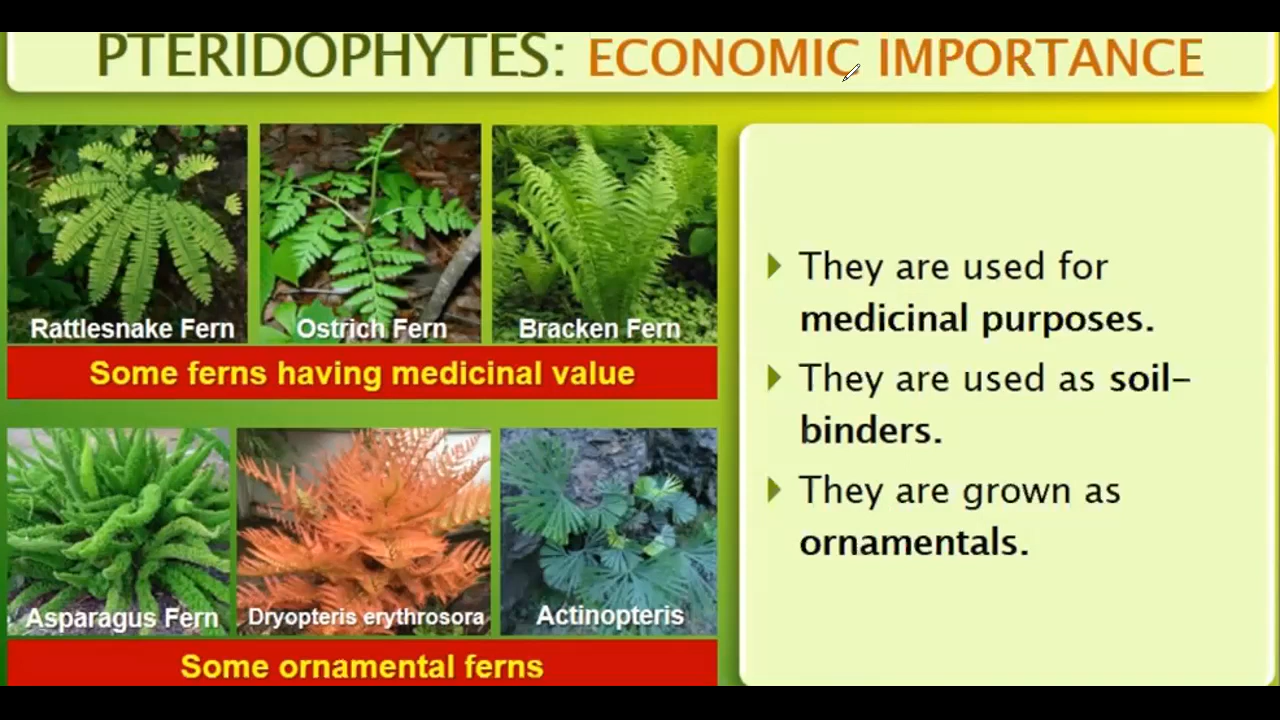 PTERIDOPHYTES: ECONOMIC IMPORTANCE
Rattlesnake Fern
Ostrich Fern
Bracken Fern
Some ferns having medicinal value
Asparagus Fern
Dryopteris erythrosora
Actinopteris
Some ornamental ferns
They are used for
medicinal purposes.
They are used as soil-
binders.
They are grown as
ornamentals.